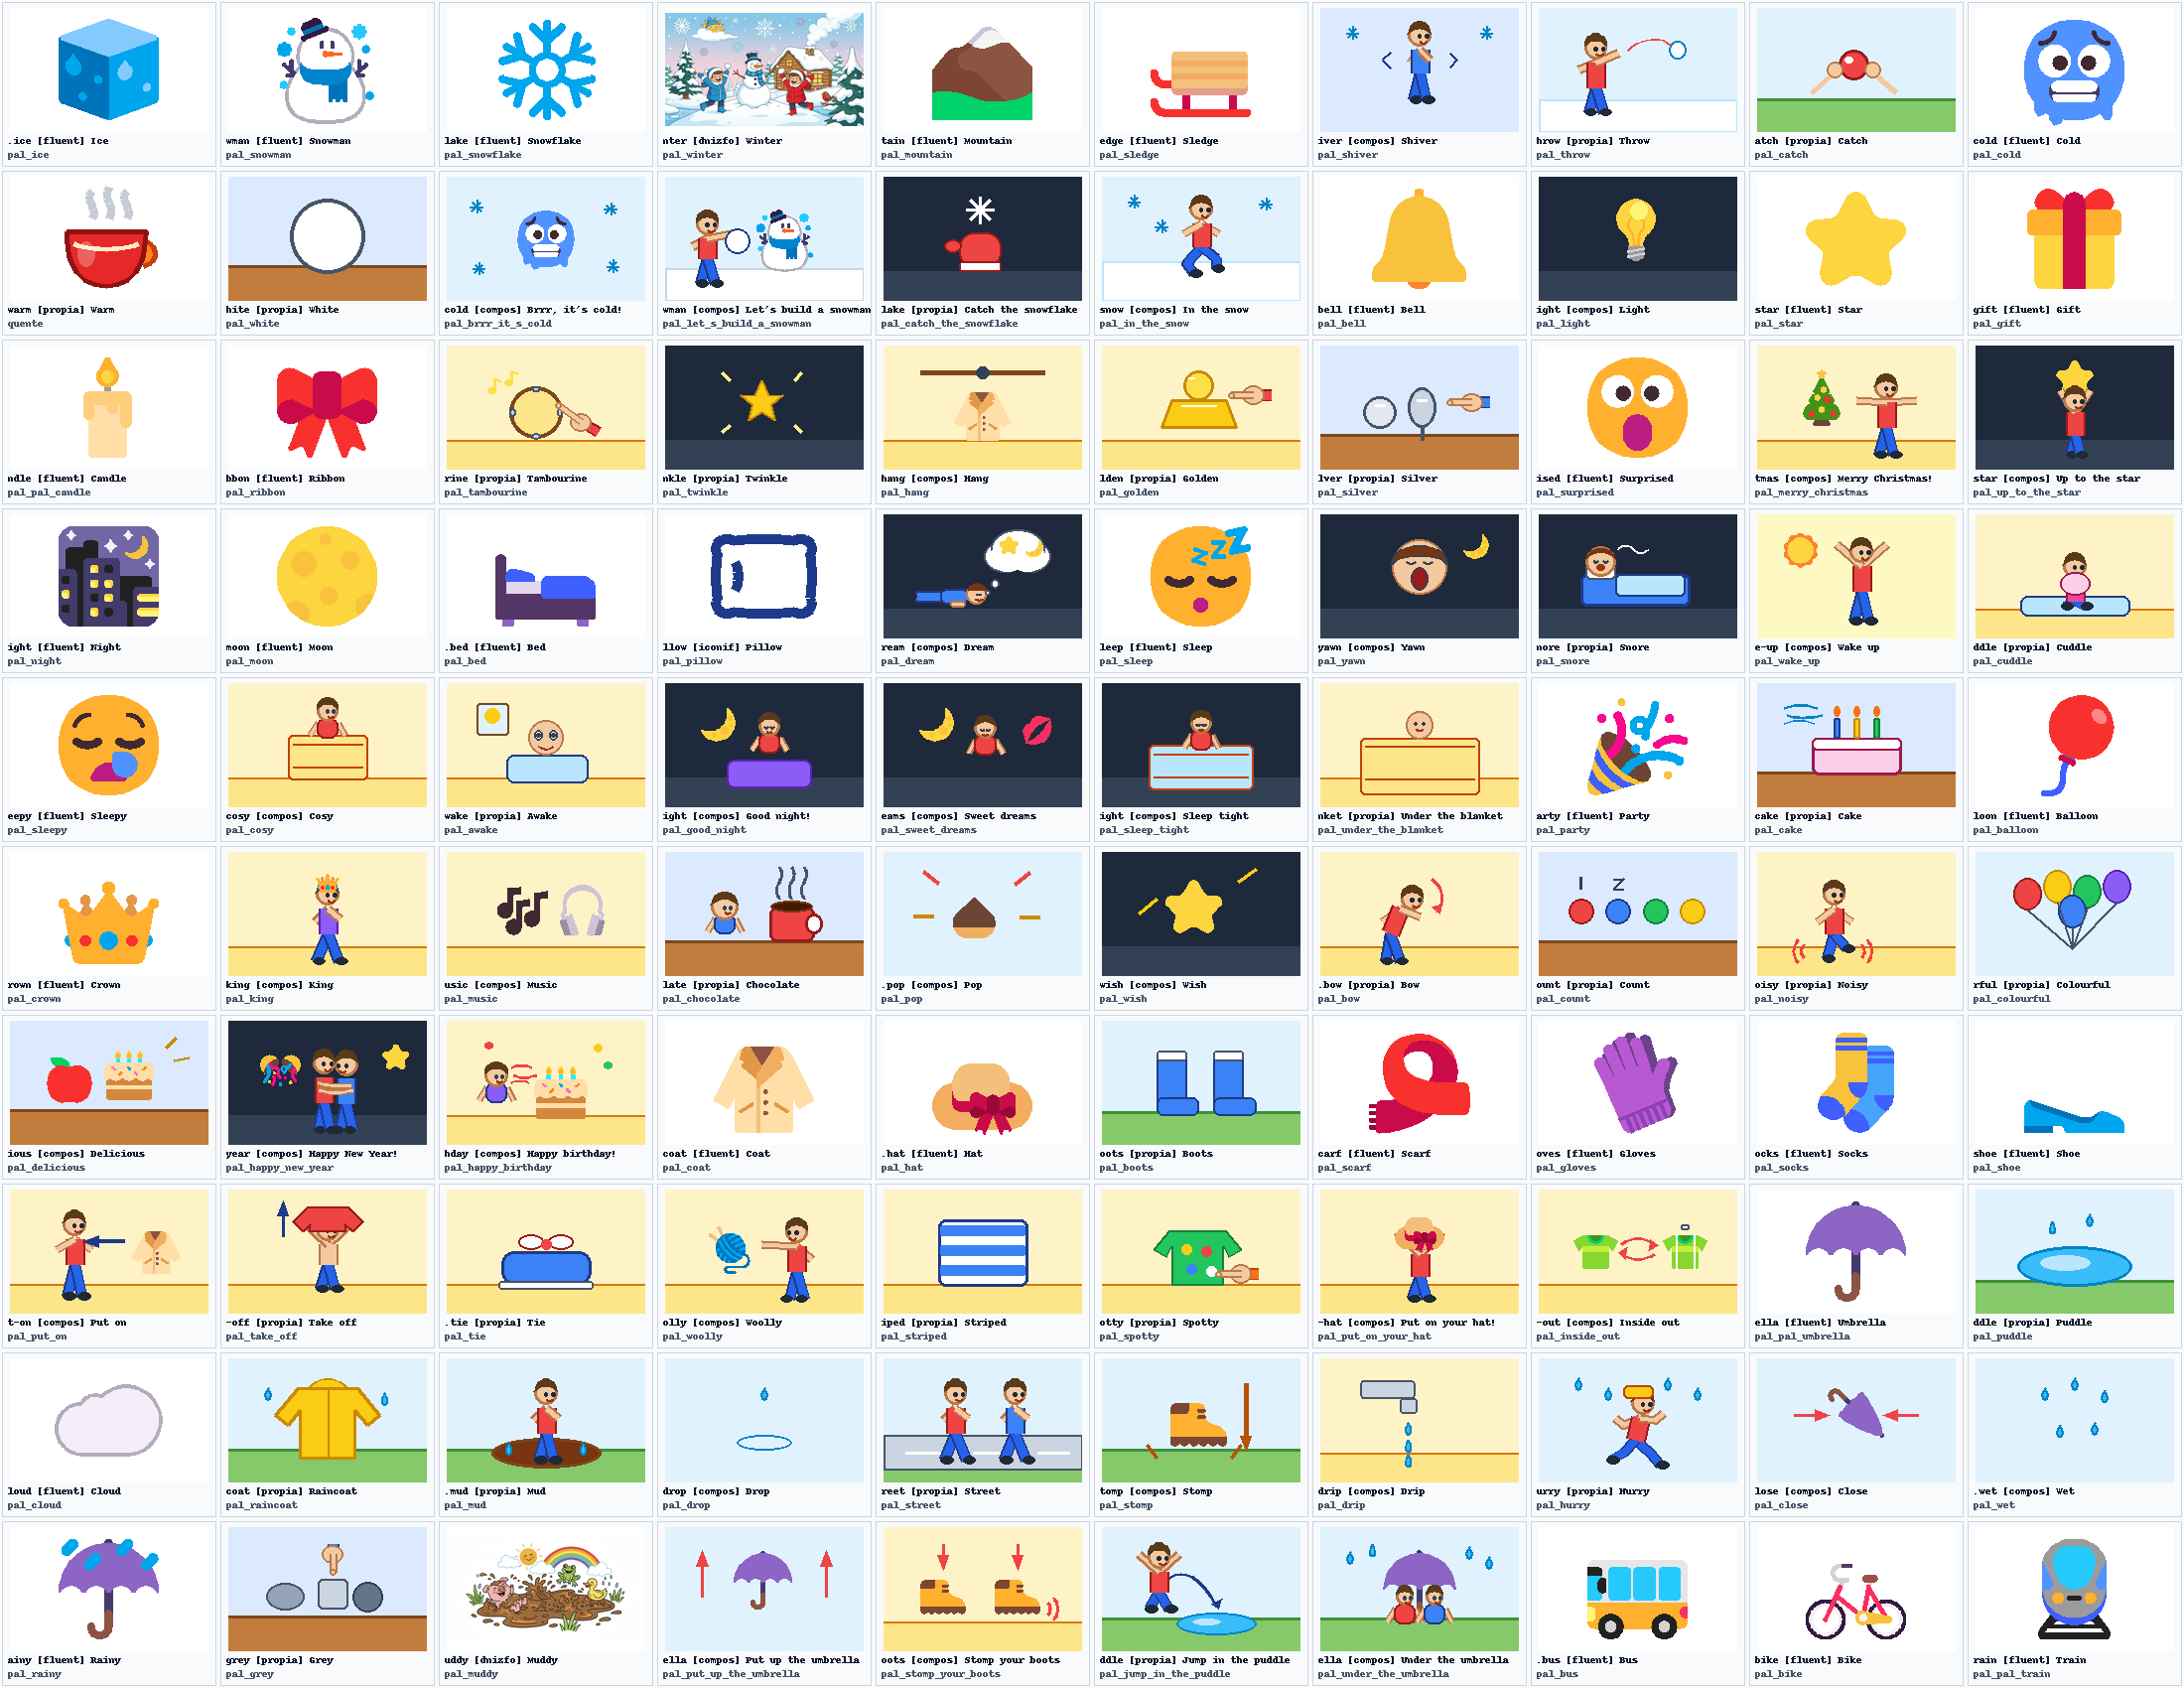 .ice [fluent] Ice
pal_ice
wman [fluent] Snowman
pal_snowman
lake [fluent] Snowflake
pal_snowflake
nter [dnizfo] Winter
pal_winter
tain [fluent] Mountain
pal_mountain
edge [fluent] Sledge
pal_sledge
iver [compos] Shiver
pal_shiver
hrow [propia] Throw
pal_throw
atch [propia] Catch
pal_catch
cold [fluent] Cold
pal_cold
warm [propia] Warm
quente
hite [propia] White
pal_white
cold [compos] Brrr, it's cold!
pal_brrr_it_s_cold
wman [compos] Let's build a snowman
pal_let_s_build_a_snowman
lake [propia] Catch the snowflake
pal_catch_the_snowflake
snow [compos] In the snow
pal_in_the_snow
bell [fluent] Bell
pal_bell
ight [compos] Light
pal_light
star [fluent] Star
pal_star
gift [fluent] Gift
pal_gift
ndle [fluent] Candle
pal_pal_candle
bbon [fluent] Ribbon
pal_ribbon
rine [propia] Tambourine
pal_tambourine
nkle [propia] Twinkle
pal_twinkle
hang [compos] Hang
pal_hang
lden [propia] Golden
pal_golden
lver [propia] Silver
pal_silver
ised [fluent] Surprised
pal_surprised
tmas [compos] Merry Christmas!
pal_merry_christmas
star [compos] Up to the star
pal_up_to_the_star
ight [fluent] Night
pal_night
moon [fluent] Moon
pal_moon
.bed [fluent] Bed
pal_bed
llow [iconif] Pillow
pal_pillow
ream [compos] Dream
pal_dream
zzZ
leep [fluent] Sleep
pal_sleep
yawn [compos] Yawn
pal_yawn
nore [propia] Snore
pal_snore
e-up [compos] Wake up
pal_wake_up
ddle [propia] Cuddle
pal_cuddle
eepy [fluent] Sleepy
pal_sleepy
cosy [compos] Cosy
pal_cosy
wake [propia] Awake
pal_awake
ight [compos] Good night!
pal_good_night
eams [compos] Sweet dreams
pal_sweet_dreams
ight [compos] Sleep tight
pal_sleep_tight
nket [propia] Under the blanket
pal_under_the_blanket
arty [fluent] Party
pal_party
cake [propia] Cake
pal_cake
loon [fluent] Balloon
pal_balloon
rown [fluent] Crown
pal_crown
king [compos] King
pal_king
usic [compos] Music
pal_music
late [propia] Chocolate
pal_chocolate
.pop [compos] Pop
pal_pop
wish [compos] Wish
pal_wish
.bow [propia] Bow
pal_bow
ount [propia] Count
pal_count
oisy [propia] Noisy
pal_noisy
rful [propia] Colourful
pal_colourful
ious [compos] Delicious
pal_delicious
year [compos] Happy New Year!
pal_happy_new_year
hday [compos] Happy birthday!
pal_happy_birthday
coat [fluent] Coat
pal_coat
.hat [fluent] Hat
pal_hat
oots [propia] Boots
pal_boots
carf [fluent] Scarf
pal_scarf
oves [fluent] Gloves
pal_gloves
ocks [fluent] Socks
pal_socks
shoe [fluent] Shoe
pal_shoe
t-on [compos] Put on
pal_put_on
-off [propia] Take off
pal_take_off
.tie [propia] Tie
pal_tie
olly [compos] Woolly
pal_woolly
iped [propia] Striped
pal_striped
otty [propia] Spotty
pal_spotty
-hat [compos] Put on your hat!
pal_put_on_your_hat
-out [compos] Inside out
pal_inside_out
ella [fluent] Umbrella
pal_pal_umbrella
ddle [propia] Puddle
pal_puddle
loud [fluent] Cloud
pal_cloud
coat [propia] Raincoat
pal_raincoat
.mud [propia] Mud
pal_mud
drop [compos] Drop
pal_drop
reet [propia] Street
pal_street
tomp [compos] Stomp
pal_stomp
drip [compos] Drip
pal_drip
urry [propia] Hurry
pal_hurry
lose [compos] Close
pal_close
.wet [compos] Wet
pal_wet
ainy [fluent] Rainy
pal_rainy
grey [propia] Grey
pal_grey
uddy [dnizfo] Muddy
pal_muddy
ella [compos] Put up the umbrella
pal_put_up_the_umbrella
oots [compos] Stomp your boots
pal_stomp_your_boots
ddle [propia] Jump in the puddle
pal_jump_in_the_puddle
ella [compos] Under the umbrella
pal_under_the_umbrella
.bus [fluent] Bus
pal_bus
bike [fluent] Bike
pal_bike
rain [fluent] Train
pal_pal_train